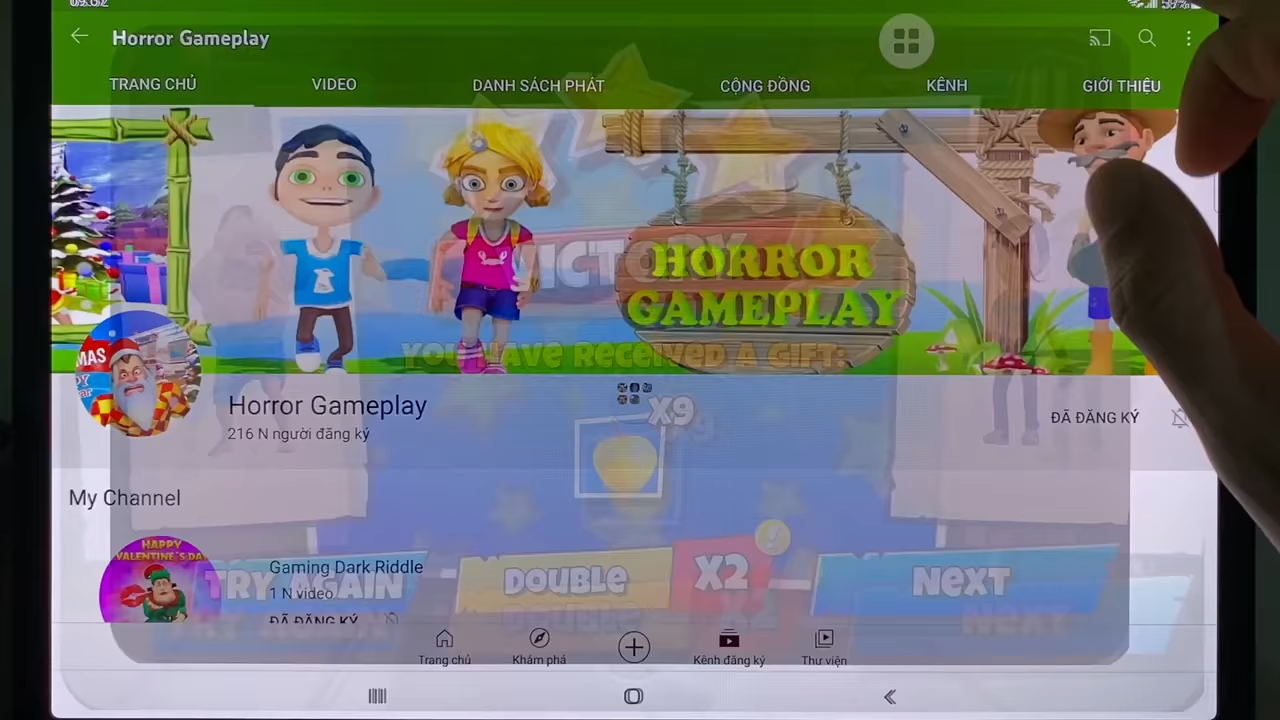 Horror Gameplay
TRANG CHỦ
VIDEO
DANH SÁCH PHÁT
CỘNG ĐỒNG
KÊNH
GIỚI THIỆU
VICTORY
HORROR
GAMEPLAY
YOU HAVE RECEIVED A GIFT:
MAS
X9
Horror Gameplay
216 N người đăng ký
ĐÃ ĐĂNG KÝ
My Channel
HAPPY
VALENTINE'S DA
Gaming Dark Riddle
1 N video
ĐÃ ĐĂNG KÝ
TRY AGAIN
DOUBLE
X2
NEXT
Trang chủ
Khám phá
Kênh đăng ký
Thư viện